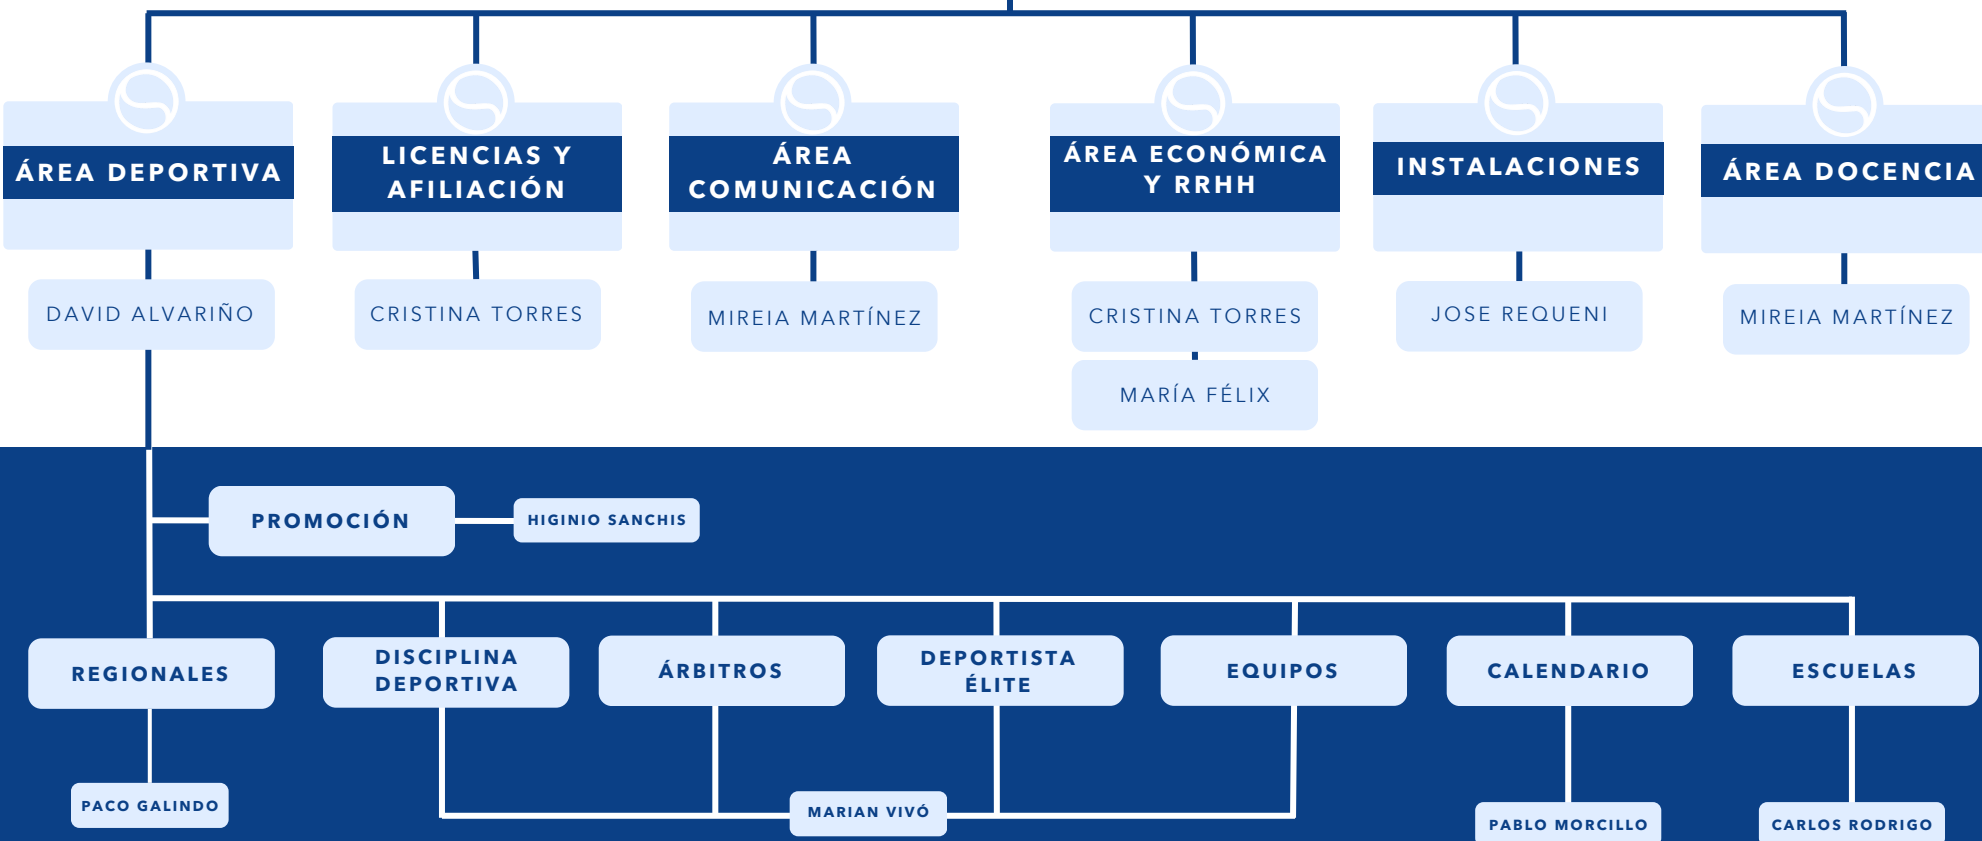 ÁREA DEPORTIVA
LICENCIAS Y
AFILIACIÓN
ÁREA
COMUNICACIÓN
ÁREA ECONÓMICA
Y RRHH
INSTALACIONES
ÁREA DOCENCIA
DAVID ALVARIÑO
CRISTINA TORRES
MIREIA MARTÍNEZ
CRISTINA TORRES
JOSE REQUENI
MIREIA MARTÍNEZ
MARÍA FÉLIX
PROMOCIÓN
HIGINIO SANCHIS
REGIONALES
DISCIPLINA
DEPORTIVA
ÁRBITROS
DEPORTISTA
ÉLITE
EQUIPOS
CALENDARIO
ESCUELAS
PACO GALINDO
MARIAN VIVÓ
PABLO MORCILLO
CARLOS RODRIGO